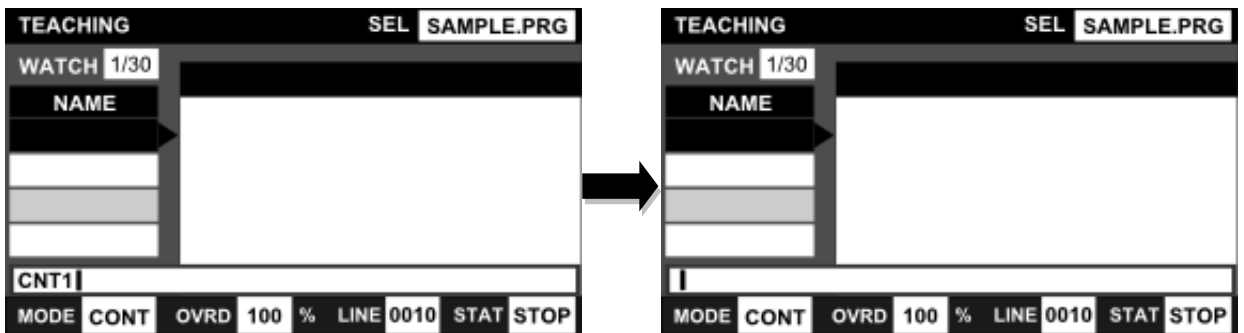 TEACHING SEL SAMPLE.PRG
WATCH 1/30
NAME
CNT1
MODE CONT OVRD 100 % LINE 0010 STAT STOP
TEACHING SEL SAMPLE.PRG
WATCH 1/30
NAME
MODE CONT OVRD 100 % LINE 0010 STAT STOP